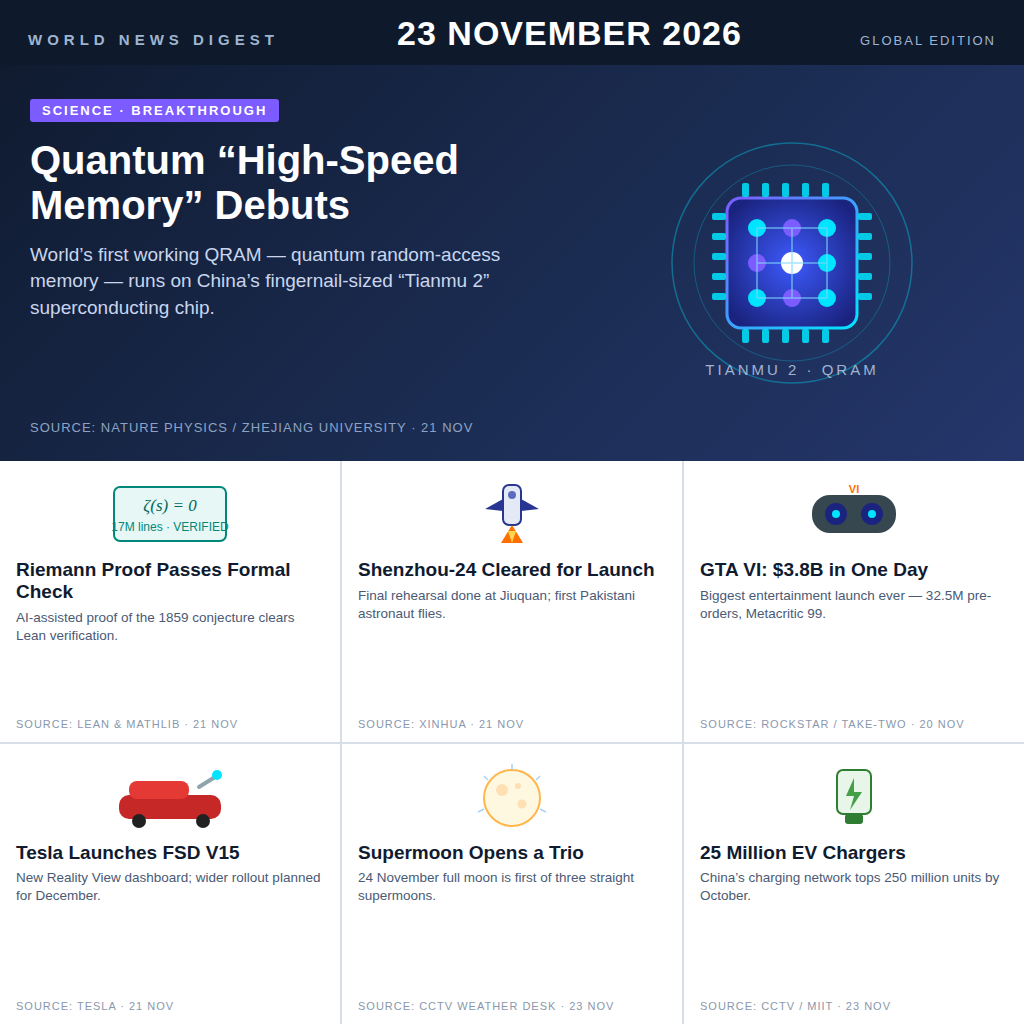 WORLD NEWS DIGEST
23 NOVEMBER 2026
GLOBAL EDITION
SCIENCE · BREAKTHROUGH
Quantum “High-Speed
Memory” Debuts
World’s first working QRAM — quantum random-access
memory — runs on China’s fingernail-sized “Tianmu 2”
superconducting chip.
TIANMU 2 · QRAM
SOURCE: NATURE PHYSICS / ZHEJIANG UNIVERSITY · 21 NOV
ζ(s) = 0
17M lines · VERIFIED
Riemann Proof Passes Formal
Check
AI-assisted proof of the 1859 conjecture clears
Lean verification.
SOURCE: LEAN & MATHLIB · 21 NOV
Shenzhou-24 Cleared for Launch
Final rehearsal done at Jiuquan; first Pakistani
astronaut flies.
SOURCE: XINHUA · 21 NOV
VI
GTA VI: $3.8B in One Day
Biggest entertainment launch ever — 32.5M pre-
orders, Metacritic 99.
SOURCE: ROCKSTAR / TAKE-TWO · 20 NOV
Tesla Launches FSD V15
New Reality View dashboard; wider rollout planned
for December.
SOURCE: TESLA · 21 NOV
Supermoon Opens a Trio
24 November full moon is first of three straight
supermoons.
SOURCE: CCTV WEATHER DESK · 23 NOV
25 Million EV Chargers
China’s charging network tops 250 million units by
October.
SOURCE: CCTV / MIIT · 23 NOV